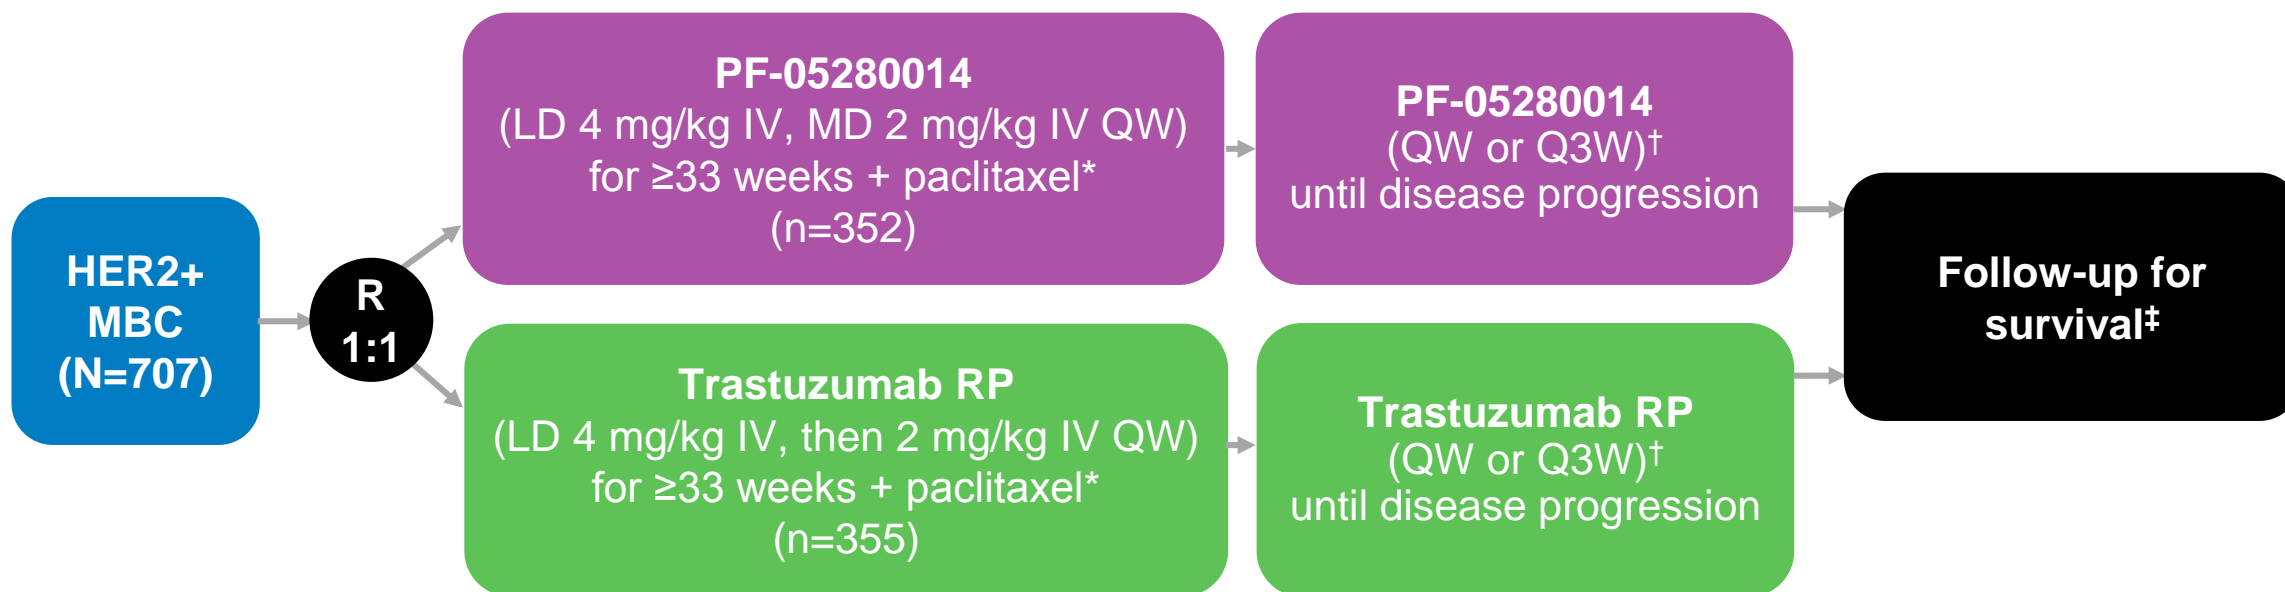 HER2+
MBC
(N=707)
R
1:1
PF-05280014
(LD 4 mg/kg IV, MD 2 mg/kg IV QW)
for ≥33 weeks + paclitaxel*
(n=352)
PF-05280014
(QW or Q3W)†
until disease progression
Trastuzumab RP
(LD 4 mg/kg IV, then 2 mg/kg IV QW)
for ≥33 weeks + paclitaxel*
(n=355)
Trastuzumab RP
(QW or Q3W)†
until disease progression
Follow-up for
survival‡